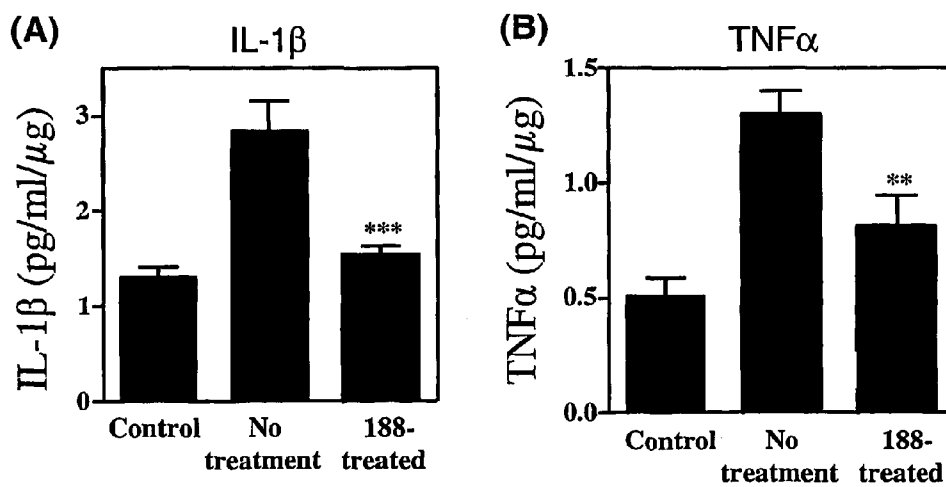 (A)
IL-1β
IL-1β (pg/ml/μg)
3
2
1
0
***
Control
No
treatment
188-
treated
(B)
TNFα
TNFα (pg/ml/μg)
1.5
1.0
0.5
0.0
**
Control
No
treatment
188-
treated